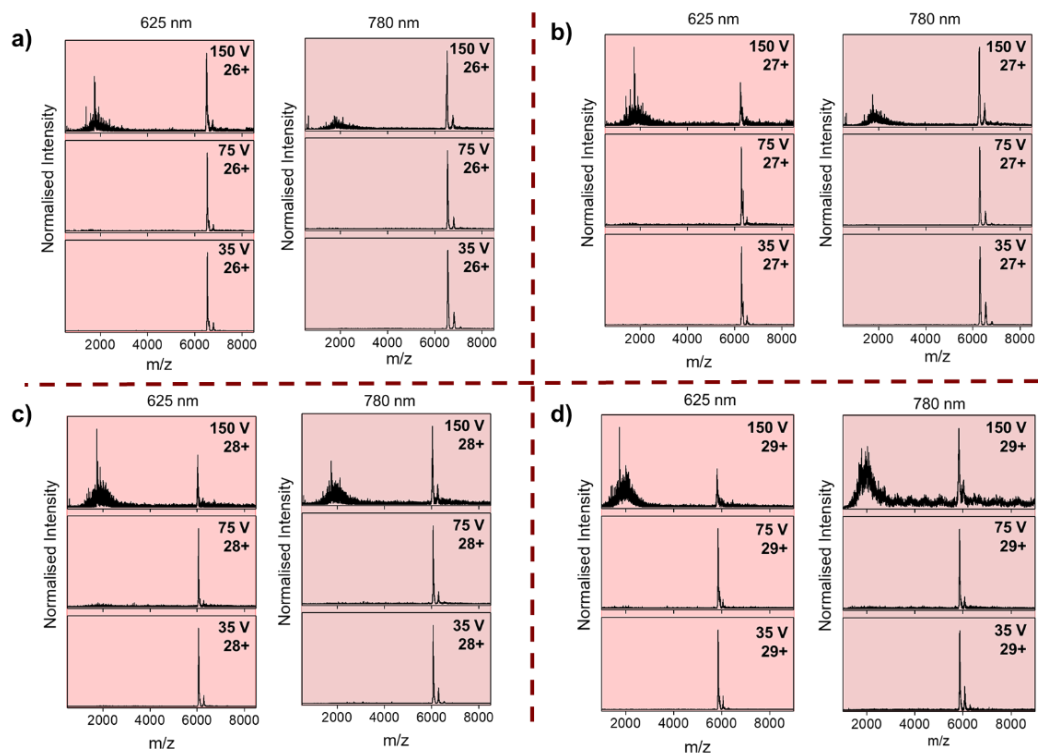 a)
625 nm
780 nm
Normalised Intensity
150 V
26+
75 V
26+
35 V
26+
2000 4000 6000 8000
m/z
Normalised Intensity
150 V
26+
75 V
26+
35 V
26+
2000 4000 6000 8000
m/z
b)
625 nm
780 nm
Normalised Intensity
150 V
27+
75 V
27+
35 V
27+
2000 4000 6000 8000
m/z
Normalised Intensity
150 V
27+
75 V
27+
35 V
27+
2000 4000 6000 8000
m/z
c)
625 nm
780 nm
Normalised Intensity
150 V
28+
75 V
28+
35 V
28+
2000 4000 6000 8000
m/z
Normalised Intensity
150 V
28+
75 V
28+
35 V
28+
2000 4000 6000 8000
m/z
d)
625 nm
780 nm
Normalised Intensity
150 V
29+
75 V
29+
35 V
29+
2000 4000 6000 8000
m/z
Normalised Intensity
150 V
29+
75 V
29+
35 V
29+
2000 4000 6000 8000
m/z